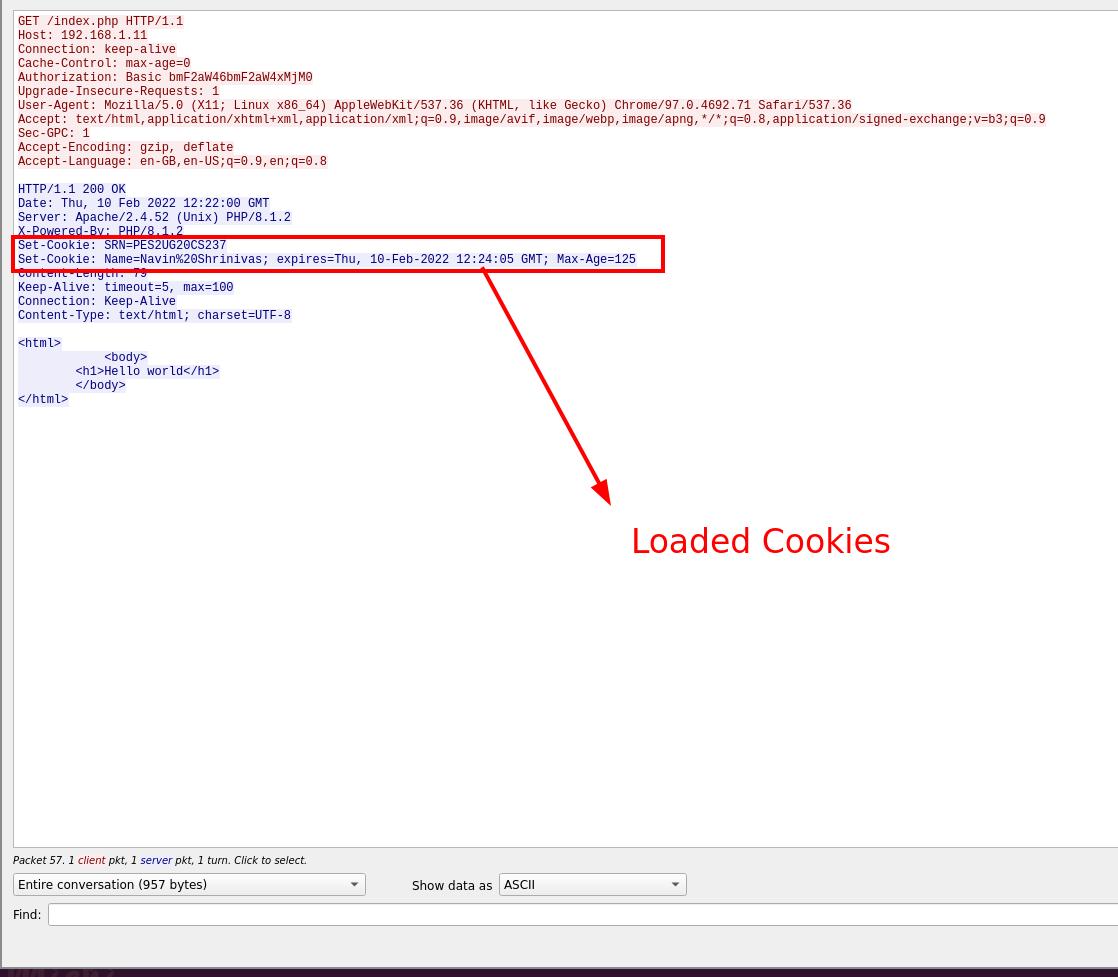 GET /index.php HTTP/1.1
Host: 192.168.1.11
Connection: keep-alive
Cache-Control: max-age=0
Authorization: Basic bmF2aW46bmF2aW4xMjM0
Upgrade-Insecure-Requests: 1
User-Agent: Mozilla/5.0 (X11; Linux x86_64) AppleWebKit/537.36 (KHTML, like Gecko) Chrome/97.0.4692.71 Safari/537.36
Accept: text/html,application/xhtml+xml,application/xml;q=0.9,image/avif,image/webp,image/apng,*/*;q=0.8,application/signed-exchange;v=b3;q=0.9
Sec-GPC: 1
Accept-Encoding: gzip, deflate
Accept-Language: en-GB,en-US;q=0.9,en;q=0.8
HTTP/1.1 200 OK
Date: Thu, 10 Feb 2022 12:22:00 GMT
Server: Apache/2.4.52 (Unix) PHP/8.1.2
X-Powered-By: PHP/8.1.2
Set-Cookie: SRN=PES2UG20CS237
Set-Cookie: Name=Navin%20Shrinivas; expires=Thu, 10-Feb-2022 12:24:05 GMT; Max-Age=125
Content-Length: 79
Keep-Alive: timeout=5, max=100
Connection: Keep-Alive
Content-Type: text/html; charset=UTF-8
<html>
<body>
<h1>Hello world</h1>
</body>
</html>
Loaded Cookies
Packet 57. 1 client pkt, 1 server pkt, 1 turn. Click to select.
Entire conversation (957 bytes) Show data as ASCII
Find: